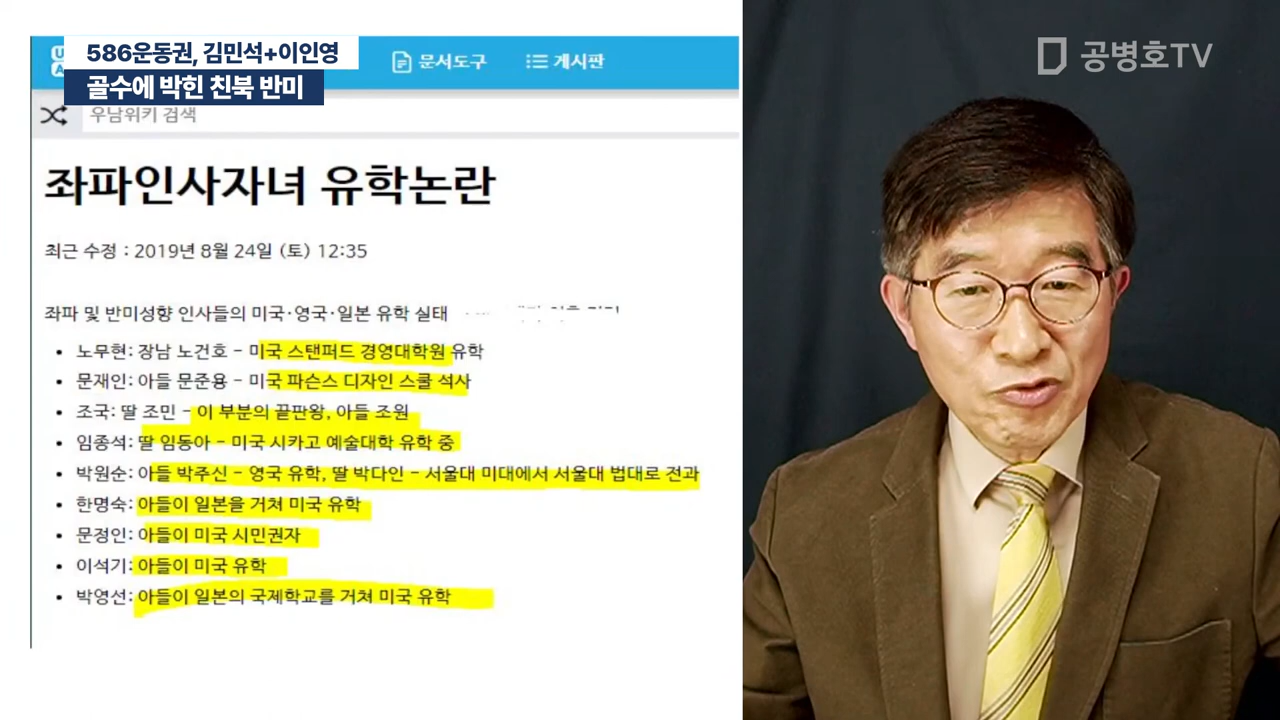 586운동권, 김민석+이인영
골수에 박힌 친북 반미
공병호TV
문서도구
게시판
우남위키 검색
좌파인사자녀 유학논란
최근 수정 : 2019년 8월 24일 (토) 12:35
좌파 및 반미성향 인사들의 미국·영국·일본 유학 실태
• 노무현: 장남 노건호 – 미국 스탠퍼드 경영대학원 유학
• 문재인: 아들 문준용 – 미국 파슨스 디자인 스쿨 석사
• 조국: 딸 조민 – 이 부분의 끝판왕, 아들 조원
• 임종석: 딸 임동아 – 미국 시카고 예술대학 유학 중
• 박원순: 아들 박주신 – 영국 유학, 딸 박다인 – 서울대 미대에서 서울대 법대로 전과
• 한명숙: 아들이 일본을 거쳐 미국 유학
• 문정인: 아들이 미국 시민권자
• 이석기: 아들이 미국 유학
• 박영선: 아들이 일본의 국제학교를 거쳐 미국 유학